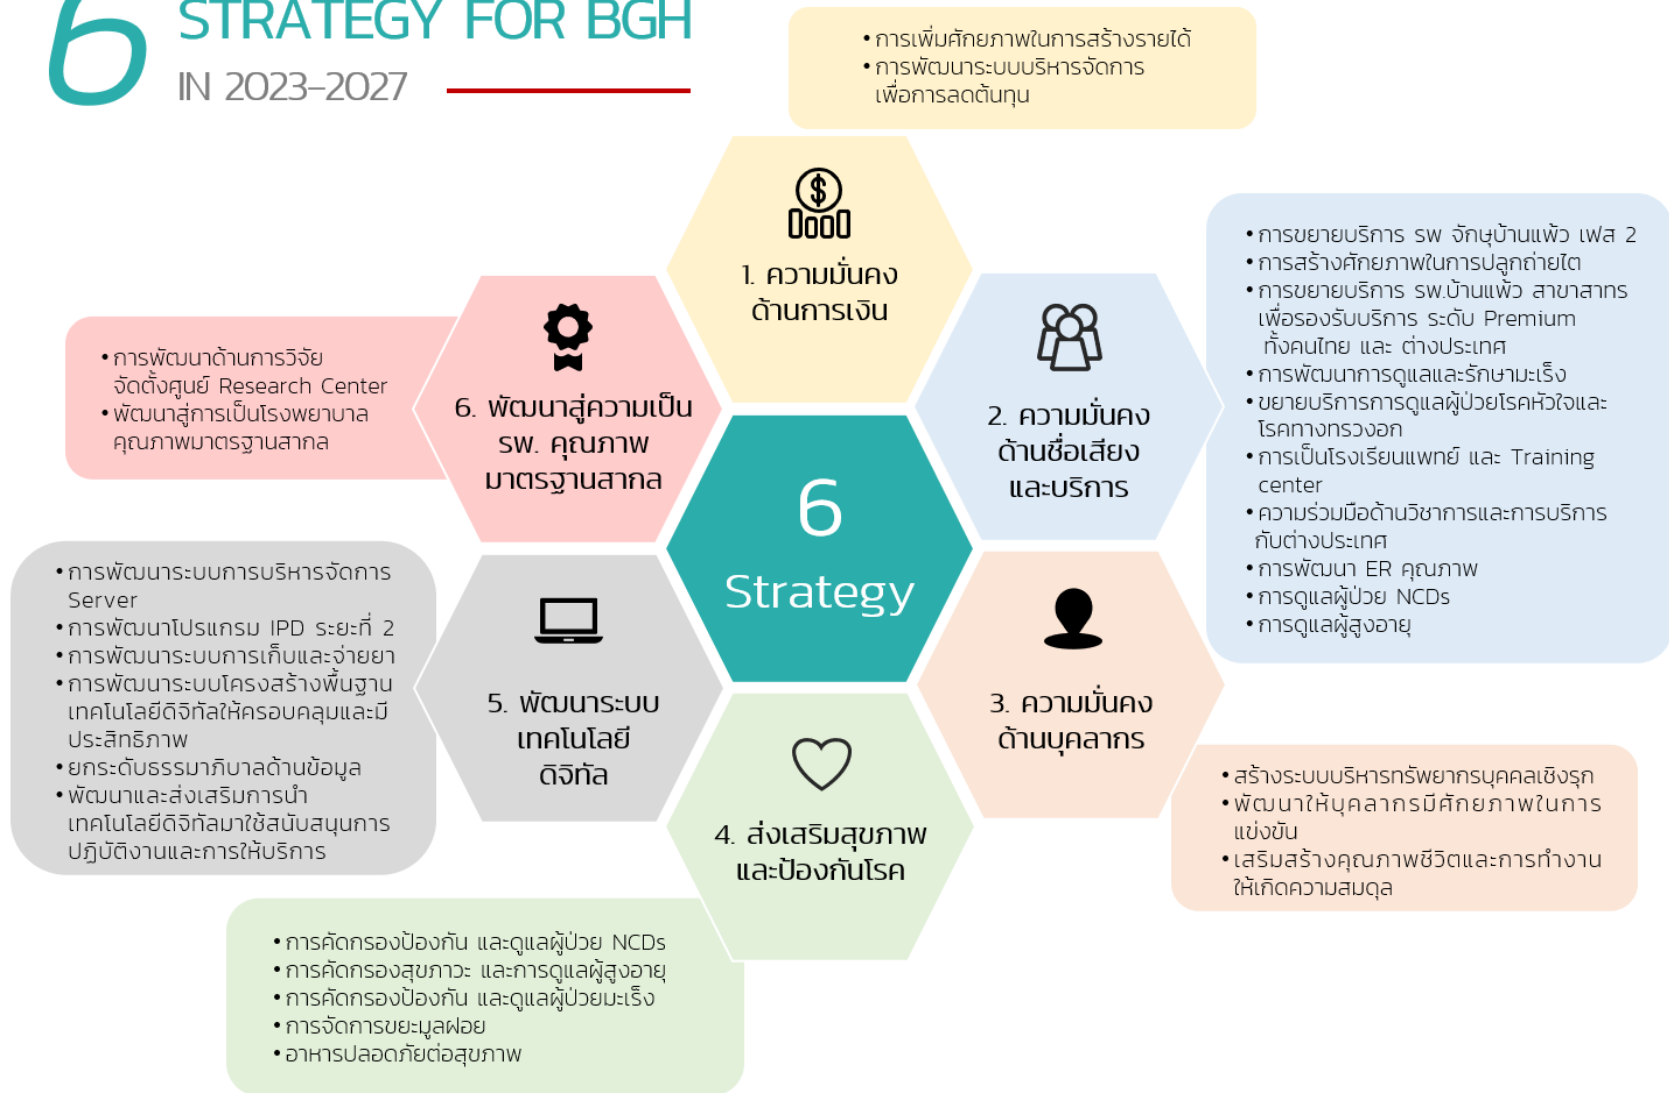 6
STRATEGY FOR BGH
IN 2023-2027
• การเพิ่มศักยภาพในการสร้างรายได้
• การพัฒนาระบบบริหารจัดการ
เพื่อการลดต้นทุน
1. ความมั่นคง
ด้านการเงิน
• การขยายบริการ รพ จักษุบ้านแพ้ว เฟส 2
• การสร้างศักยภาพในการปลูกถ่ายไต
• การขยายบริการ รพ.บ้านแพ้ว สาขาสาทร
เพื่อรองรับบริการ ระดับ Premium
ทั้งคนไทย และ ต่างประเทศ
• การพัฒนาการดูแลและรักษามะเร็ง
• ขยายบริการการดูแลผู้ป่วยโรคหัวใจและ
โรคทางทรวงอก
• การเป็นโรงเรียนแพทย์ และ Training
center
• ความร่วมมือด้านวิชาการและการบริการ
กับต่างประเทศ
• การพัฒนา ER คุณภาพ
• การดูแลผู้ป่วย NCDs
• การดูแลผู้สูงอายุ
2. ความมั่นคง
ด้านชื่อเสียง
และบริการ
6. พัฒนาสู่ความเป็น
รพ. คุณภาพ
มาตรฐานสากล
• การพัฒนาด้านการวิจัย
จัดตั้งศูนย์ Research Center
• พัฒนาสู่การเป็นโรงพยาบาล
คุณภาพมาตรฐานสากล
6
Strategy
• การพัฒนาระบบการบริหารจัดการ
Server
• การพัฒนาโปรแกรม IPD ระยะที่ 2
• การพัฒนาระบบการเก็บและจ่ายยา
• การพัฒนาระบบโครงสร้างพื้นฐาน
เทคโนโลยีดิจิทัลให้ครอบคลุมและมี
ประสิทธิภาพ
• ยกระดับธรรมาภิบาลด้านข้อมูล
• พัฒนาและส่งเสริมการนำ
เทคโนโลยีดิจิทัลมาใช้สนับสนุนการ
ปฏิบัติงานและการให้บริการ
5. พัฒนาระบบ
เทคโนโลยี
ดิจิทัล
3. ความมั่นคง
ด้านบุคลากร
• สร้างระบบบริหารทรัพยากรบุคคลเชิงรุก
• พัฒนาให้บุคลากรมีศักยภาพในการ
แข่งขัน
• เสริมสร้างคุณภาพชีวิตและการทำงาน
ให้เกิดความสมดุล
4. ส่งเสริมสุขภาพ
และป้องกันโรค
• การคัดกรองป้องกัน และดูแลผู้ป่วย NCDs
• การคัดกรองสุขภาวะ และการดูแลผู้สูงอายุ
• การคัดกรองป้องกัน และดูแลผู้ป่วยมะเร็ง
• การจัดการขยะมูลฝอย
• อาหารปลอดภัยต่อสุขภาพ